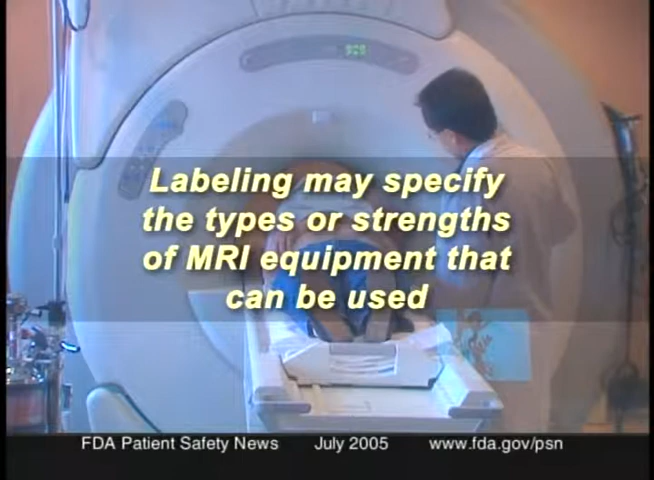 Labeling may specify
the types or strengths
of MRI equipment that
can be used
FDA Patient Safety News July 2005 www.fda.gov/psn